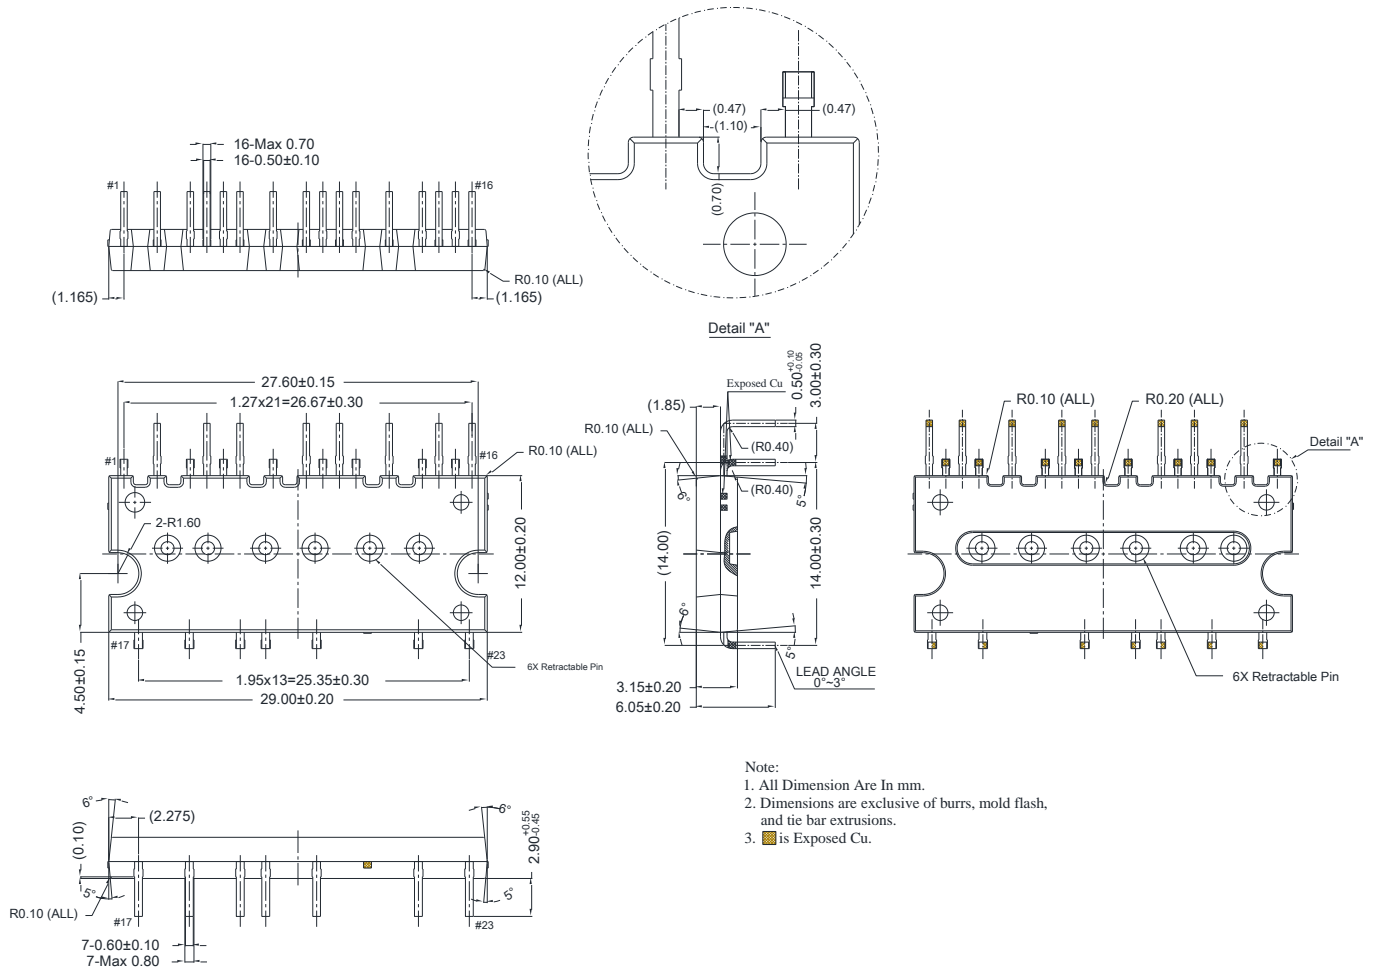 16-Max 0.70
16-0.50±0.10
#1
#16
R0.10 (ALL)
(1.165)
(1.165)
(0.47)
(0.47)
(1.10)
(0.70)
Detail "A"
27.60±0.15
1.27x21=26.67±0.30
#1
#16
R0.10 (ALL)
2-R1.60
12.00±0.20
4.50±0.15
#17
#23
6X Retractable Pin
1.95x13=25.35±0.30
29.00±0.20
Exposed Cu
0.50+0.10
-0.05
3.00±0.30
(1.85)
R0.10 (ALL)
(R0.40)
(R0.40)
6°
5°
(14.00)
14.00±0.30
6°
5°
LEAD ANGLE
0°~3°
3.15±0.20
6.05±0.20
R0.10 (ALL)
R0.20 (ALL)
Detail "A"
6X Retractable Pin
Note:
1. All Dimension Are In mm.
2. Dimensions are exclusive of burrs, mold flash,
and tie bar extrusions.
3. is Exposed Cu.
6°
(2.275)
6°
(0.10)
2.90+0.55
-0.45
5°
5°
R0.10 (ALL)
#17
#23
7-0.60±0.10
7-Max 0.80